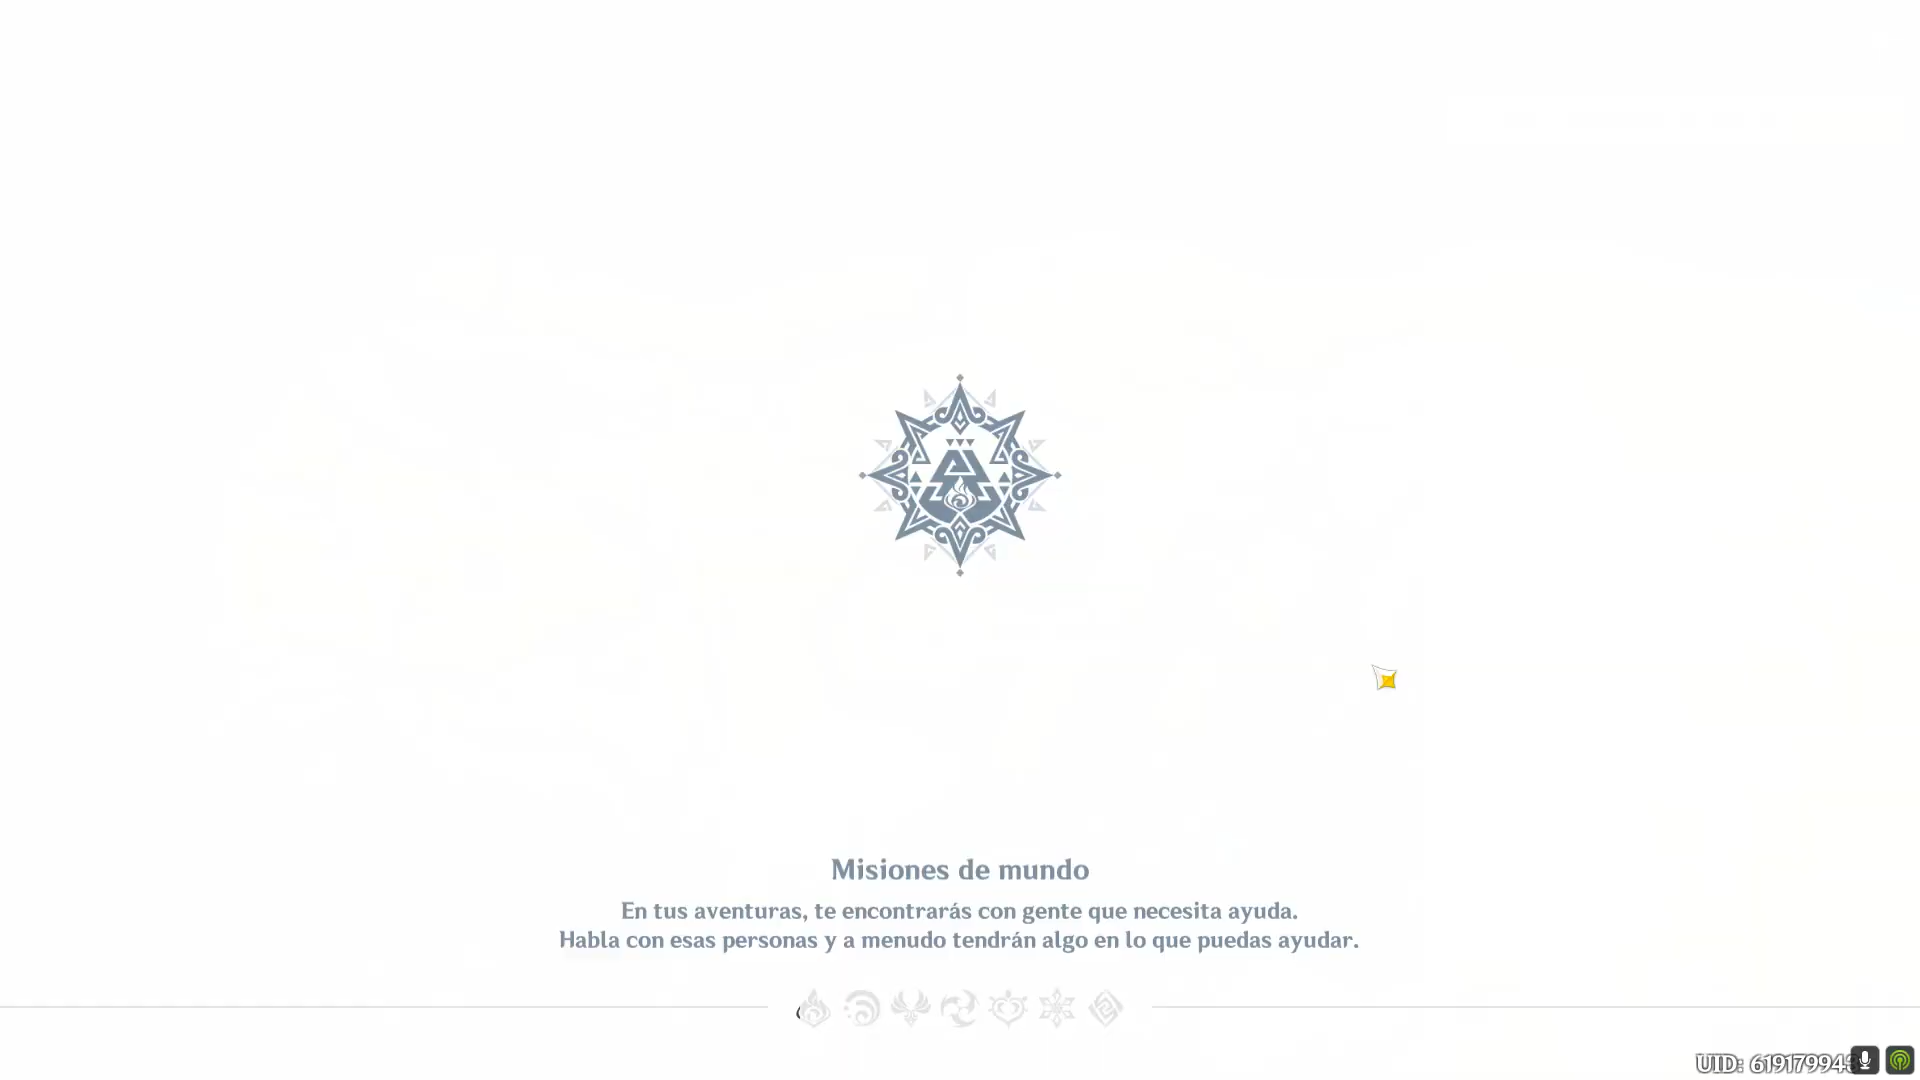 Misiones de mundo
En tus aventuras, te encontrarás con gente que necesita ayuda.
Habla con esas personas y a menudo tendrán algo en lo que puedas ayudar.
UID: